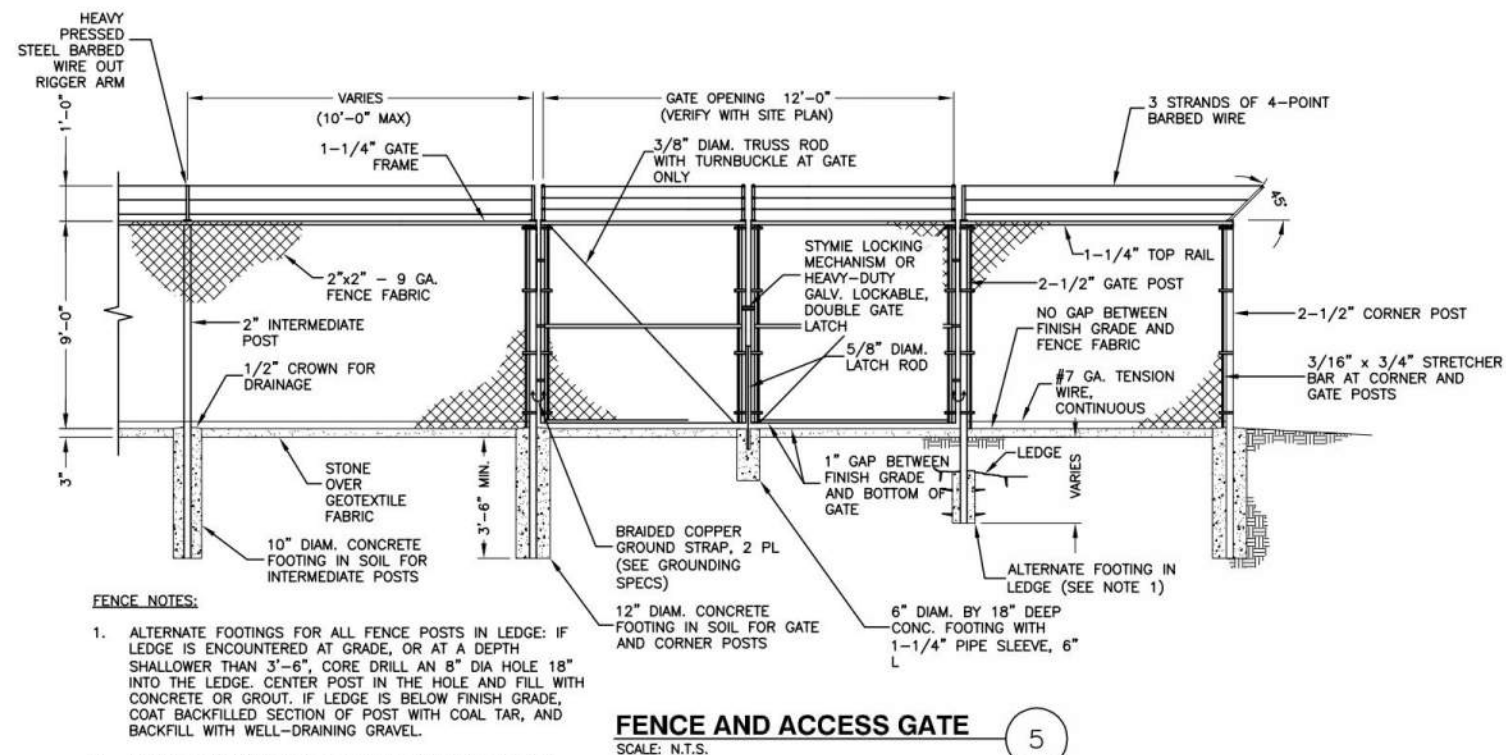 HEAVY
PRESSED
STEEL BARBED
WIRE OUT
RIGGER ARM
1'-0"
VARIES
(10'-0" MAX)
GATE OPENING 12'-0"
(VERIFY WITH SITE PLAN)
3 STRANDS OF 4-POINT
BARBED WIRE
1-1/4" GATE
FRAME
3/8" DIAM. TRUSS ROD
WITH TURNBUCKLE AT GATE
ONLY
45°
9'-0"
2"x2" - 9 GA.
FENCE FABRIC
2" INTERMEDIATE
POST
1/2" CROWN FOR
DRAINAGE
STYMIE LOCKING
MECHANISM OR
HEAVY-DUTY
GALV. LOCKABLE,
DOUBLE GATE
LATCH
5/8" DIAM.
LATCH ROD
1-1/4" TOP RAIL
2-1/2" GATE POST
NO GAP BETWEEN
FINISH GRADE AND
FENCE FABRIC
#7 GA. TENSION
WIRE,
CONTINUOUS
2-1/2" CORNER POST
3/16" x 3/4" STRETCHER
BAR AT CORNER AND
GATE POSTS
3"
STONE
OVER
GEOTEXTILE
FABRIC
3'-6" MIN.
1" GAP BETWEEN
FINISH GRADE
AND BOTTOM OF
GATE
LEDGE
VARIES
10" DIAM. CONCRETE
FOOTING IN SOIL FOR
INTERMEDIATE POSTS
BRAIDED COPPER
GROUND STRAP, 2 PL
(SEE GROUNDING
SPECS)
12" DIAM. CONCRETE
FOOTING IN SOIL FOR GATE
AND CORNER POSTS
6" DIAM. BY 18" DEEP
CONC. FOOTING WITH
1-1/4" PIPE SLEEVE, 6"
L
ALTERNATE FOOTING IN
LEDGE (SEE NOTE 1)
FENCE NOTES:
1. ALTERNATE FOOTINGS FOR ALL FENCE POSTS IN LEDGE: IF
LEDGE IS ENCOUNTERED AT GRADE, OR AT A DEPTH
SHALLOWER THAN 3'-6", CORE DRILL AN 8" DIA HOLE 18"
INTO THE LEDGE. CENTER POST IN THE HOLE AND FILL WITH
CONCRETE OR GROUT. IF LEDGE IS BELOW FINISH GRADE,
COAT BACKFILLED SECTION OF POST WITH COAL TAR, AND
BACKFILL WITH WELL-DRAINING GRAVEL.
FENCE AND ACCESS GATE
5
SCALE: N.T.S.